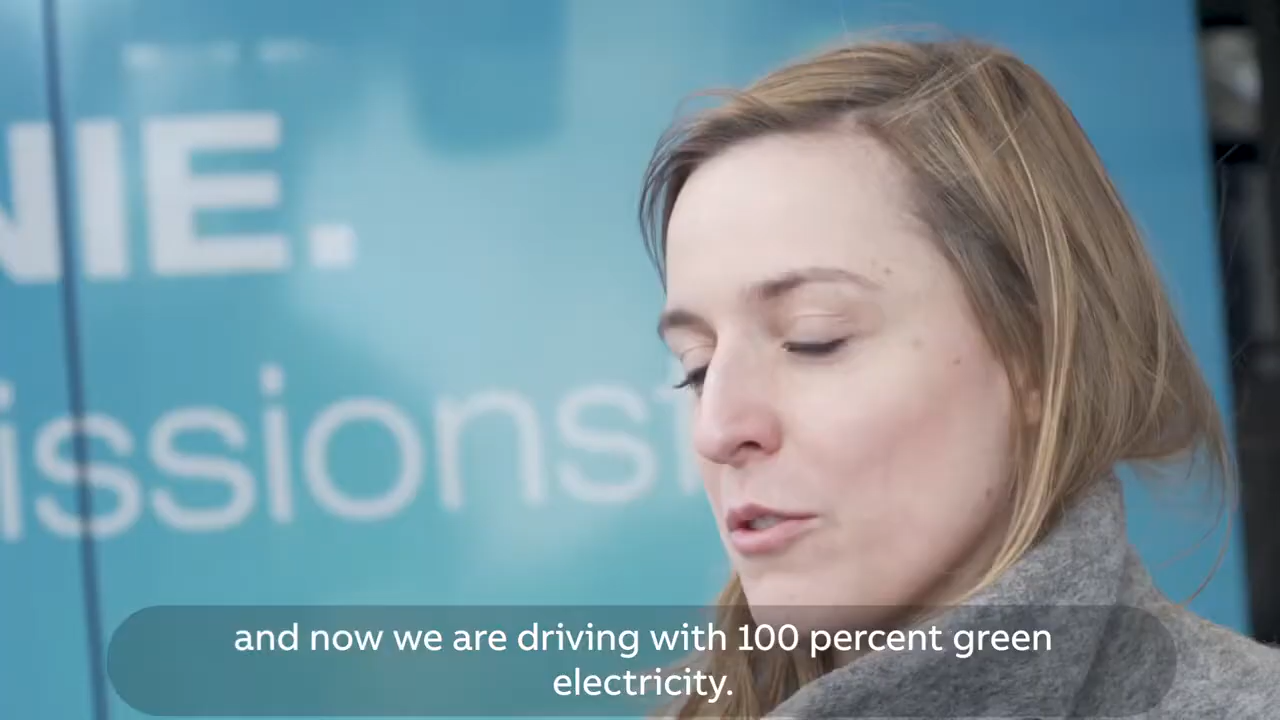 NIE.
issions
and now we are driving with 100 percent green
electricity.